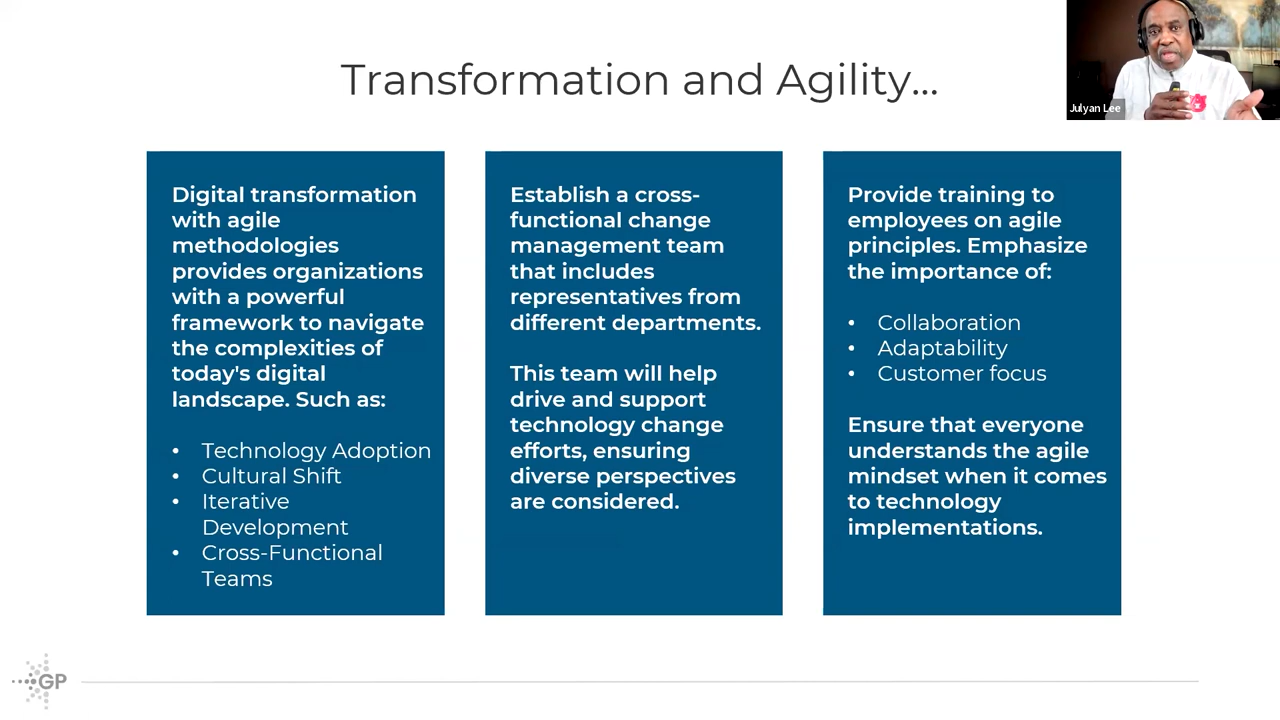 Transformation and Agility...
Julyan Lee
Digital transformation
with agile
methodologies
provides organizations
with a powerful
framework to navigate
the complexities of
today's digital
landscape. Such as:
• Technology Adoption
• Cultural Shift
• Iterative
Development
• Cross-Functional
Teams
Establish a cross-
functional change
management team
that includes
representatives from
different departments.
This team will help
drive and support
technology change
efforts, ensuring
diverse perspectives
are considered.
Provide training to
employees on agile
principles. Emphasize
the importance of:
• Collaboration
• Adaptability
• Customer focus
Ensure that everyone
understands the agile
mindset when it comes
to technology
implementations.
GP